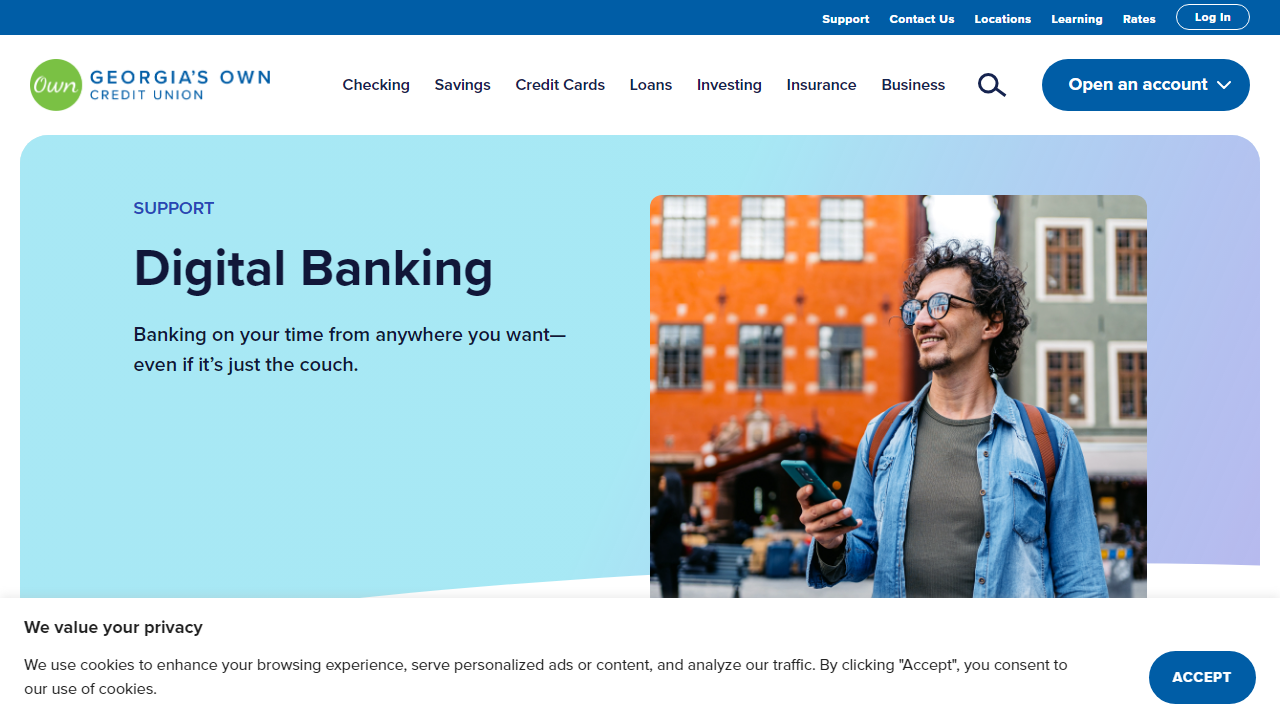 Support Contact Us Locations Learning Rates Log In
Own GEORGIA'S OWN
CREDIT UNION
Checking Savings Credit Cards Loans Investing Insurance Business Open an account
SUPPORT
Digital Banking
Banking on your time from anywhere you want—
even if it’s just the couch.
We value your privacy
We use cookies to enhance your browsing experience, serve personalized ads or content, and analyze our traffic. By clicking "Accept", you consent to
our use of cookies.
ACCEPT